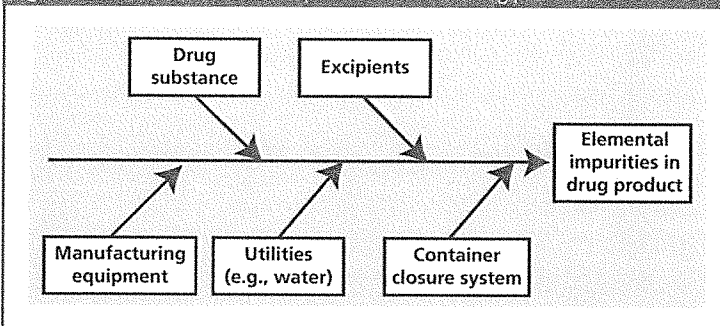 Drug
substance
Excipients
Elemental
impurities in
drug product
Manufacturing
equipment
Utilities
(e.g., water)
Container
closure system